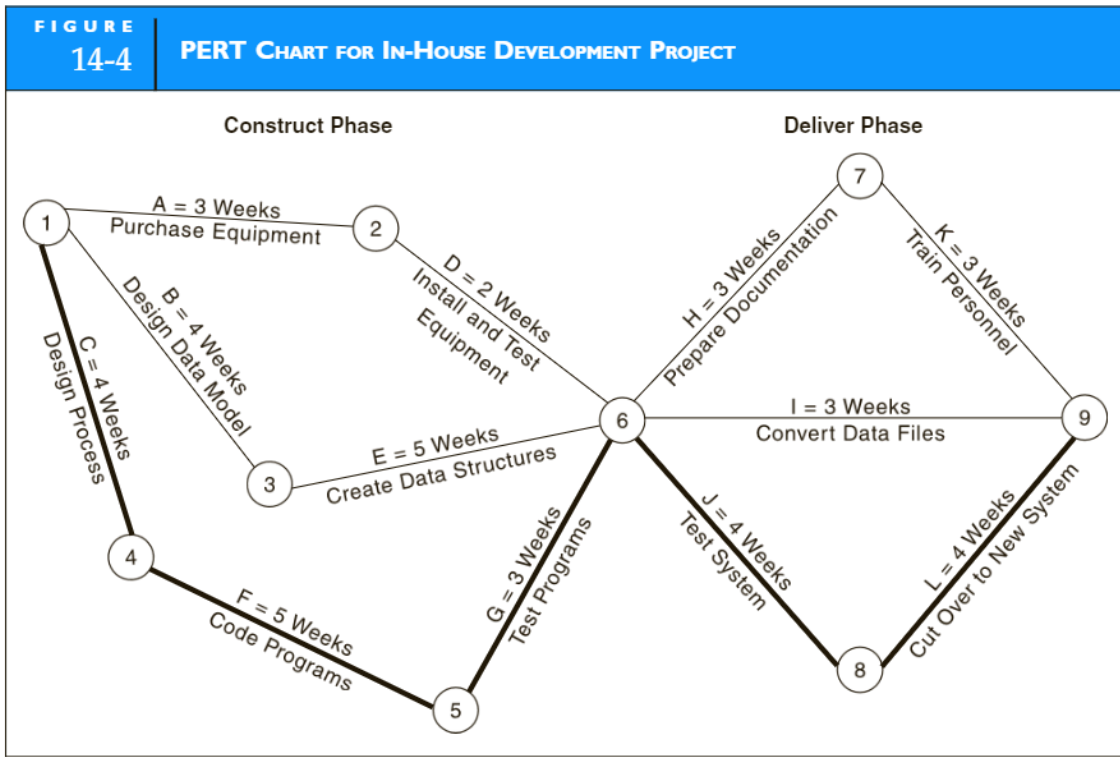 FIGURE
14-4
PERT CHART FOR IN-HOUSE DEVELOPMENT PROJECT
Construct Phase
Deliver Phase
1
A = 3 Weeks
Purchase Equipment
2
B = 4 Weeks
Design Data Model
C = 4 Weeks
Design Process
D = 2 Weeks
Install and Test
Equipment
3
E = 5 Weeks
Create Data Structures
4
F = 5 Weeks
Code Programs
5
G = 3 Weeks
Test Programs
6
H = 3 Weeks
Prepare Documentation
7
K = 3 Weeks
Train Personnel
I = 3 Weeks
Convert Data Files
9
J = 4 Weeks
Test System
8
L = 4 Weeks
Cut Over to New System